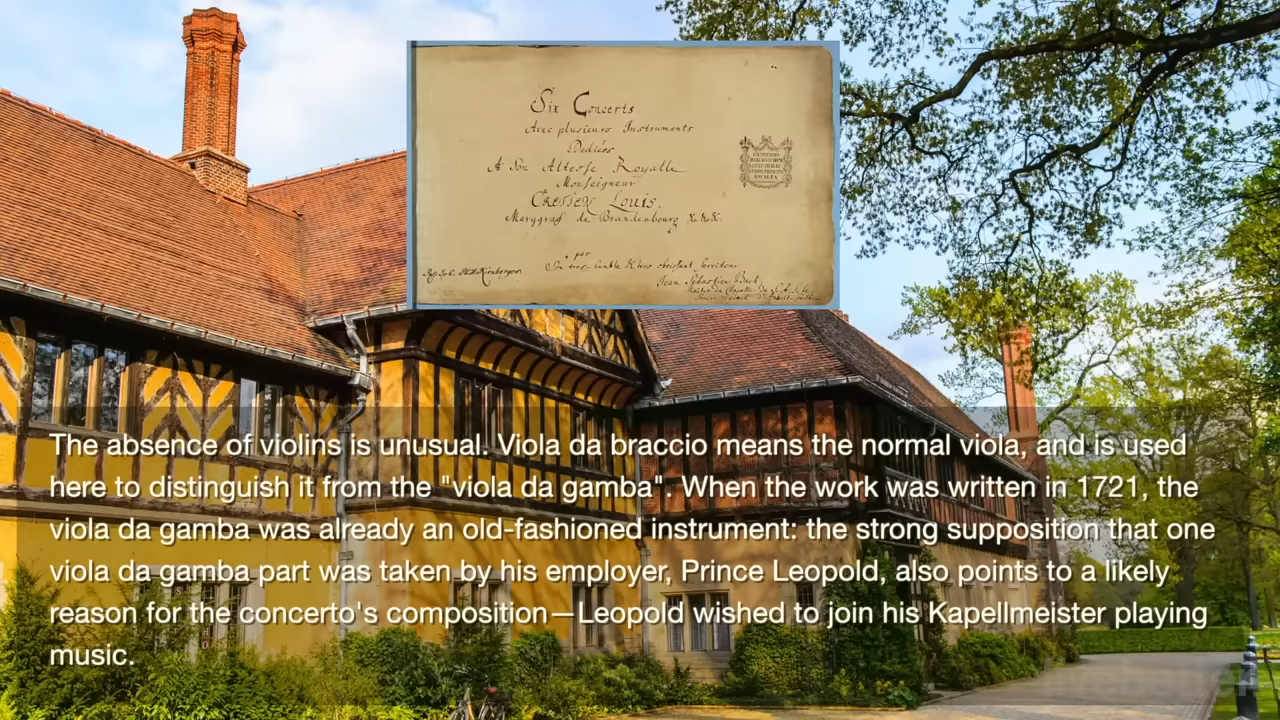 Six Concerts
Avec plusieurs Instruments
Dediées
A Son Altesse Royalle
Monseigneur
Louis.
de Brandenbourg
par
Son tres humble & tres obeissant serviteur
Jean Sebastien Bach
The absence of violins is unusual. Viola da braccio means the normal viola, and is used
here to distinguish it from the "viola da gamba". When the work was written in 1721, the
viola da gamba was already an old-fashioned instrument: the strong supposition that one
viola da gamba part was taken by his employer, Prince Leopold, also points to a likely
reason for the concerto's composition—Leopold wished to join his Kapellmeister playing
music.